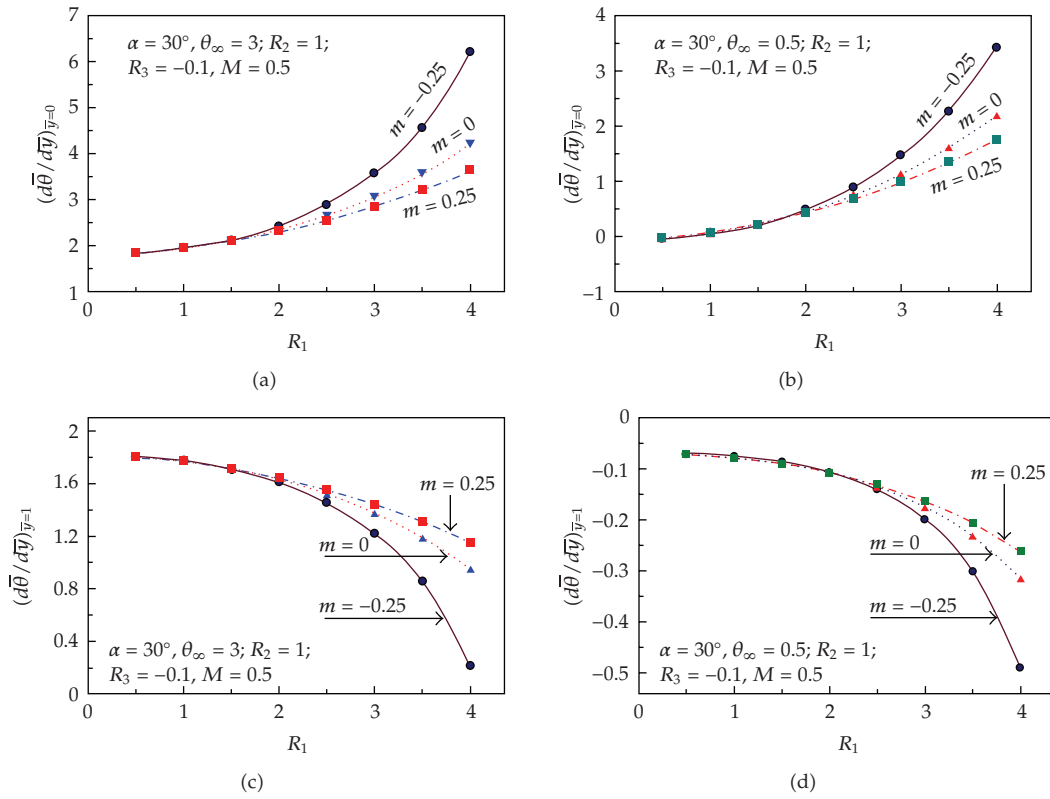 α = 30°, θ∞ = 3; R₂ = 1;
R₃ = −0.1, M = 0.5
m = −0.25
m = 0
m = 0.25
(dθ̅/dy̅)y̅=0
7
6
5
4
3
2
1
0
1
2
3
4
R₁
(a)
α = 30°, θ∞ = 0.5; R₂ = 1;
R₃ = −0.1, M = 0.5
m = −0.25
m = 0
m = 0.25
(dθ̅/dy̅)y̅=0
4
3
2
1
0
−1
0
1
2
3
4
R₁
(b)
2
1.6
1.2
0.8
0.4
0
(dθ̅/dy̅)y̅=1
m = 0.25
m = 0
m = −0.25
α = 30°, θ∞ = 3; R₂ = 1;
R₃ = −0.1, M = 0.5
0
1
2
3
4
R₁
(c)
0
−0.1
−0.2
−0.3
−0.4
−0.5
(dθ̅/dy̅)y̅=1
m = 0.25
m = 0
m = −0.25
α = 30°, θ∞ = 0.5; R₂ = 1;
R₃ = −0.1, M = 0.5
0
1
2
3
4
R₁
(d)